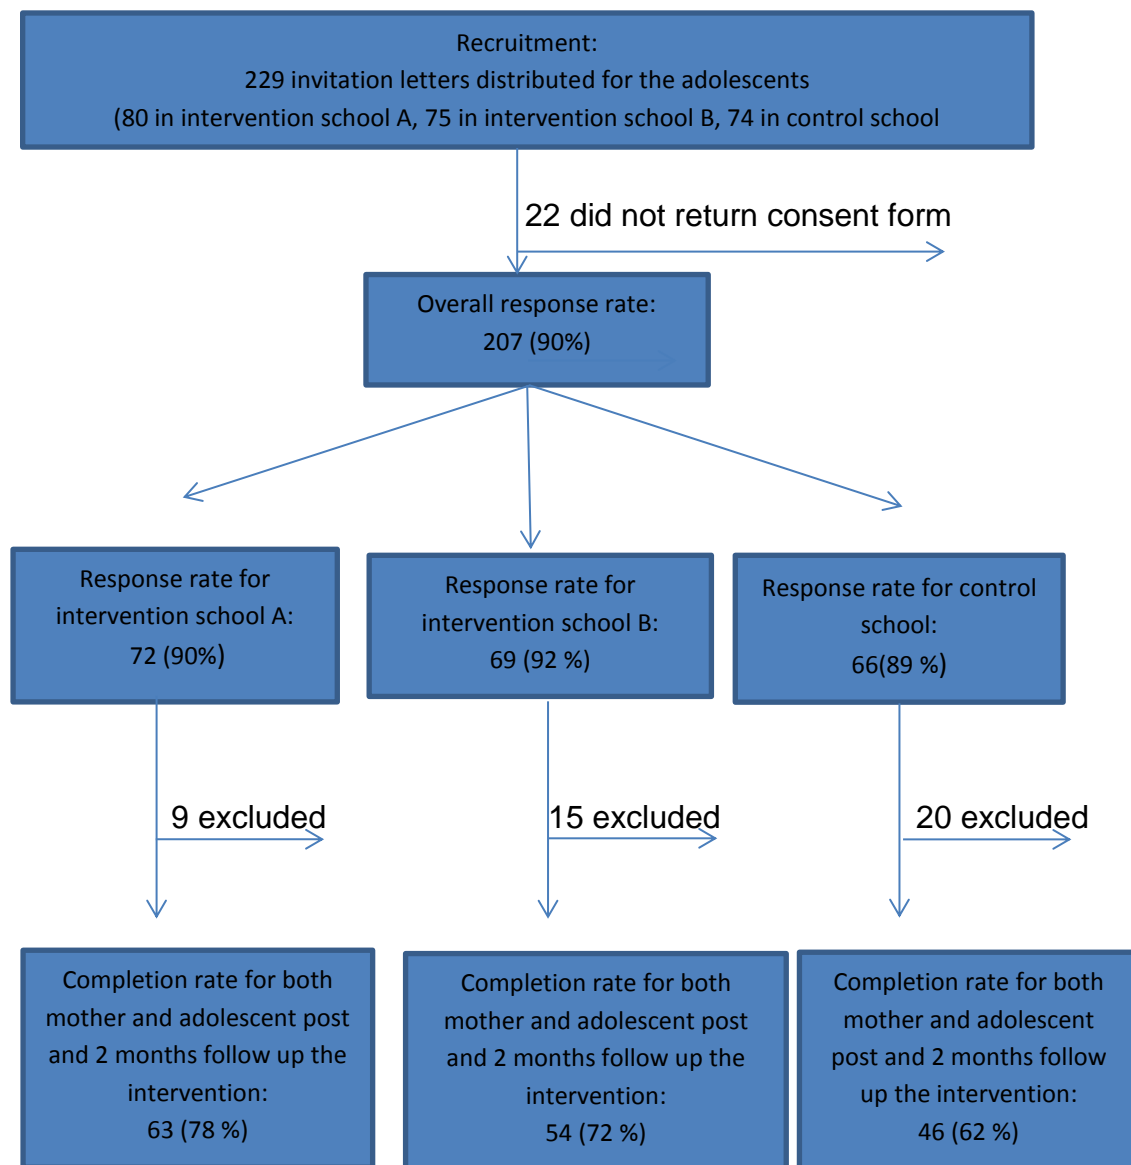 Recruitment:
229 invitation letters distributed for the adolescents
(80 in intervention school A, 75 in intervention school B, 74 in control school
22 did not return consent form
Overall response rate:
207 (90%)
Response rate for
intervention school A:
72 (90%)
Response rate for
intervention school B:
69 (92 %)
Response rate for control
school:
66(89 %)
9 excluded
15 excluded
20 excluded
Completion rate for both
mother and adolescent post
and 2 months follow up the
intervention:
63 (78 %)
Completion rate for both
mother and adolescent post
and 2 months follow up the
intervention:
54 (72 %)
Completion rate for both
mother and adolescent
post and 2 months follow
up the intervention:
46 (62 %)